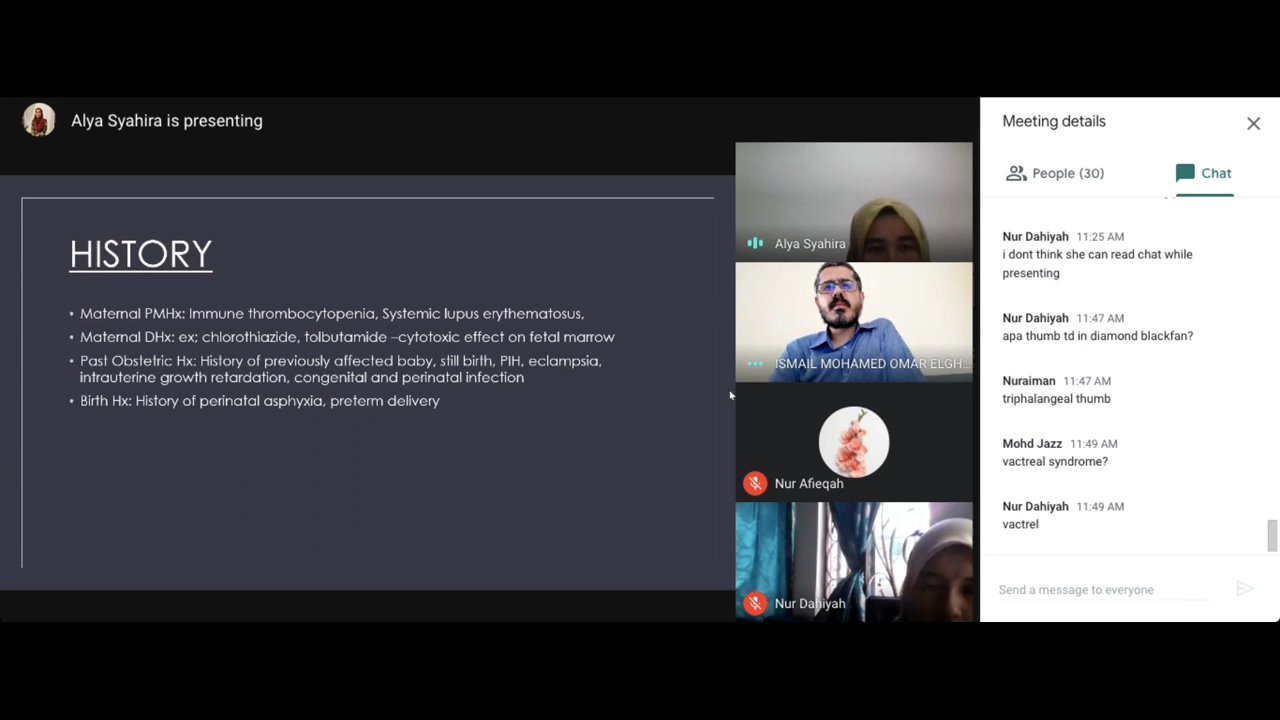 Alya Syahira is presenting
HISTORY
• Maternal PMHx: Immune thrombocytopenia, Systemic lupus erythematosus,
• Maternal DHx: ex; chlorothiazide, tolbutamide –cytotoxic effect on fetal marrow
• Past Obstetric Hx: History of previously affected baby, still birth, PIH, eclampsia,
intrauterine growth retardation, congenital and perinatal infection
• Birth Hx: History of perinatal asphyxia, preterm delivery
Alya Syahira
ISMAIL MOHAMED OMAR ELGH...
Nur Afieqah
Nur Dahiyah
Meeting details
People (30)
Chat
Nur Dahiyah 11:25 AM
i dont think she can read chat while
presenting
Nur Dahiyah 11:47 AM
apa thumb td in diamond blackfan?
Nuraiman 11:47 AM
triphalangeal thumb
Mohd Jazz 11:49 AM
vactreal syndrome?
Nur Dahiyah 11:49 AM
vactrel
Send a message to everyone